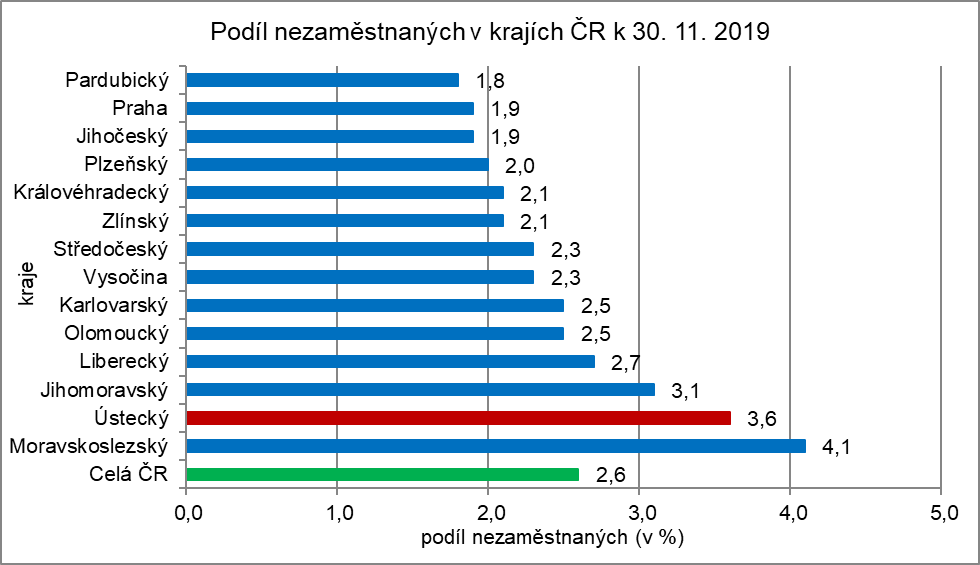 Podíl nezaměstnaných v krajích ČR k 30. 11. 2019
kraje
Pardubický 1,8
Praha 1,9
Jihočeský 1,9
Plzeňský 2,0
Královéhradecký 2,1
Zlínský 2,1
Středočeský 2,3
Vysočina 2,3
Karlovarský 2,5
Olomoucký 2,5
Liberecký 2,7
Jihomoravský 3,1
Ústecký 3,6
Moravskoslezský 4,1
Celá ČR 2,6
0,0 1,0 2,0 3,0 4,0 5,0
podíl nezaměstnaných (v %)